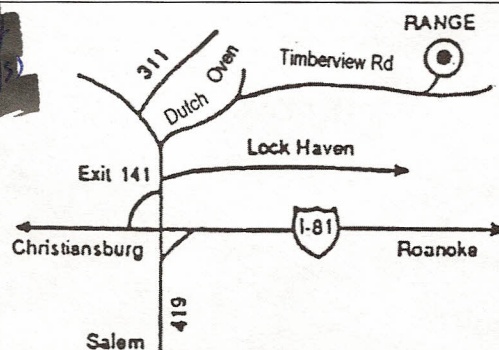 RANGE
311
Dutch Oven
Timberview Rd
Lock Haven
Exit 141
I-81
Christiansburg
Roanoke
419
Salem